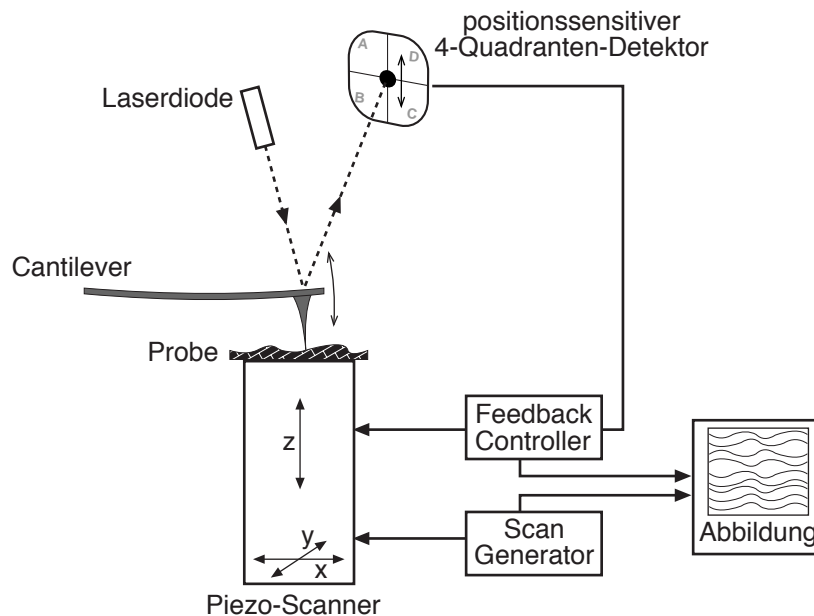 positionssensitiver
4-Quadranten-Detektor
A
D
B
C
Laserdiode
Cantilever
Probe
z
y
x
Piezo-Scanner
Feedback
Controller
Scan
Generator
Abbildung